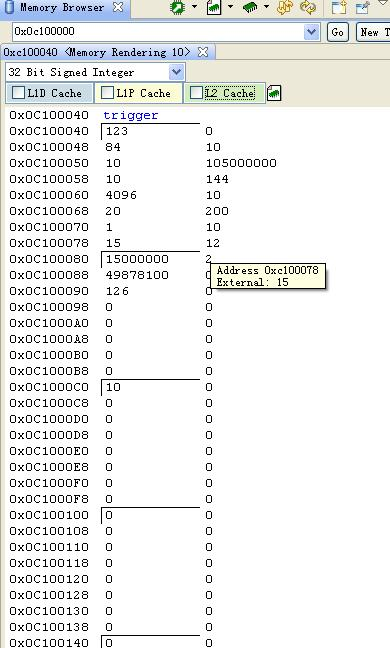 Memory Browser
0x0c100000
Go
New T
0xc100040 <Memory Rendering 10>
32 Bit Signed Integer
L1D Cache L1P Cache L2 Cache
0x0C100040 trigger
0x0C100040 123 0
0x0C100048 84 10
0x0C100050 10 105000000
0x0C100058 10 144
0x0C100060 4096 10
0x0C100068 20 200
0x0C100070 1 10
0x0C100078 15 12
0x0C100080 15000000 2
Address 0xc100078
External: 15
0x0C100088 49878100 0
0x0C100090 126 0
0x0C100098 0 0
0x0C1000A0 0 0
0x0C1000A8 0 0
0x0C1000B0 0 0
0x0C1000B8 0 0
0x0C1000C0 10 0
0x0C1000C8 0 0
0x0C1000D0 0 0
0x0C1000D8 0 0
0x0C1000E0 0 0
0x0C1000E8 0 0
0x0C1000F0 0 0
0x0C1000F8 0 0
0x0C100100 0 0
0x0C100108 0 0
0x0C100110 0 0
0x0C100118 0 0
0x0C100120 0 0
0x0C100128 0 0
0x0C100130 0 0
0x0C100138 0 0
0x0C100140 0 0